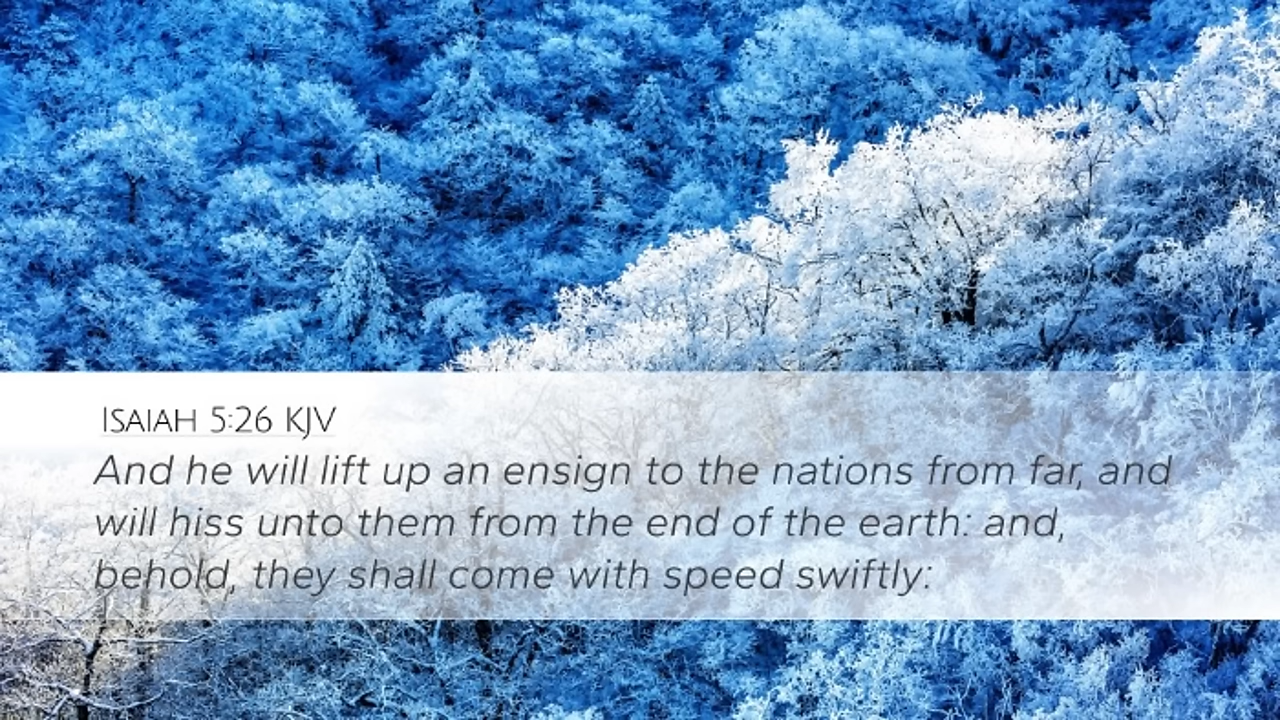 Isaiah 5:26 KJV
And he will lift up an ensign to the nations from far, and
will hiss unto them from the end of the earth: and,
behold, they shall come with speed swiftly: